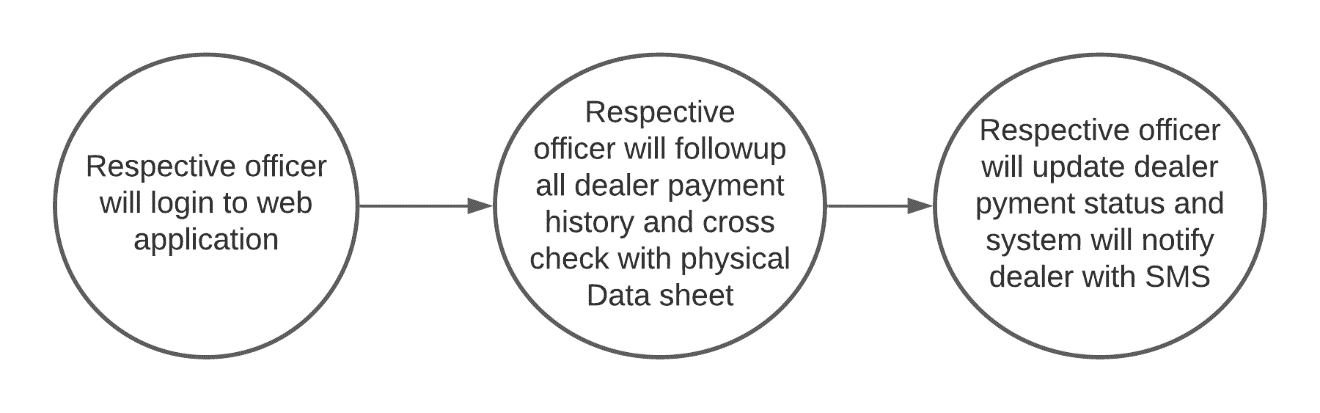 Respective officer
will login to web
application
Respective
officer will followup
all dealer payment
history and cross
check with physical
Data sheet
Respective officer
will update dealer
pyment status and
system will notify
dealer with SMS